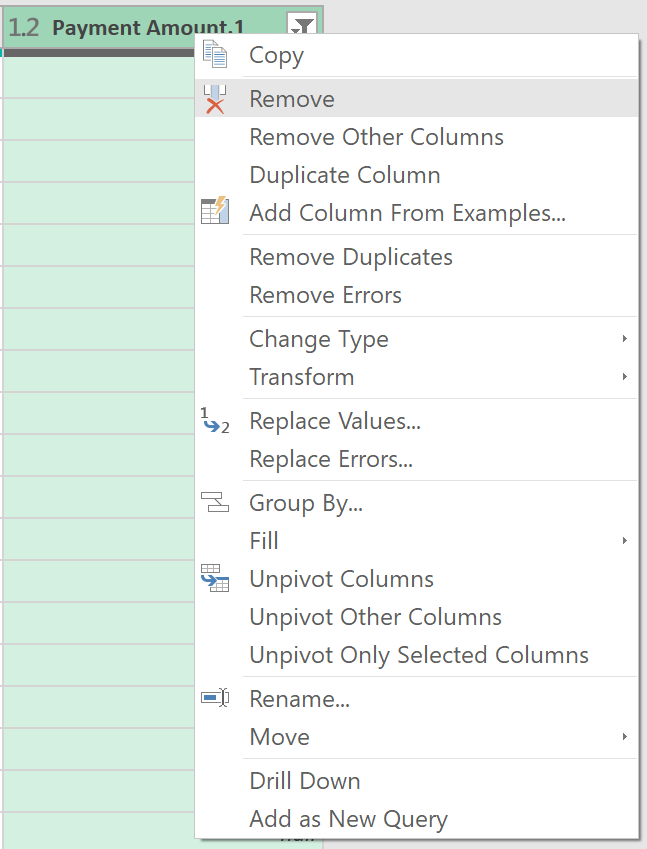 1.2 Payment Amount.1
Copy
Remove
Remove Other Columns
Duplicate Column
Add Column From Examples...
Remove Duplicates
Remove Errors
Change Type
Transform
1
2
Replace Values...
Replace Errors...
Group By...
Fill
Unpivot Columns
Unpivot Other Columns
Unpivot Only Selected Columns
Rename...
Move
Drill Down
Add as New Query